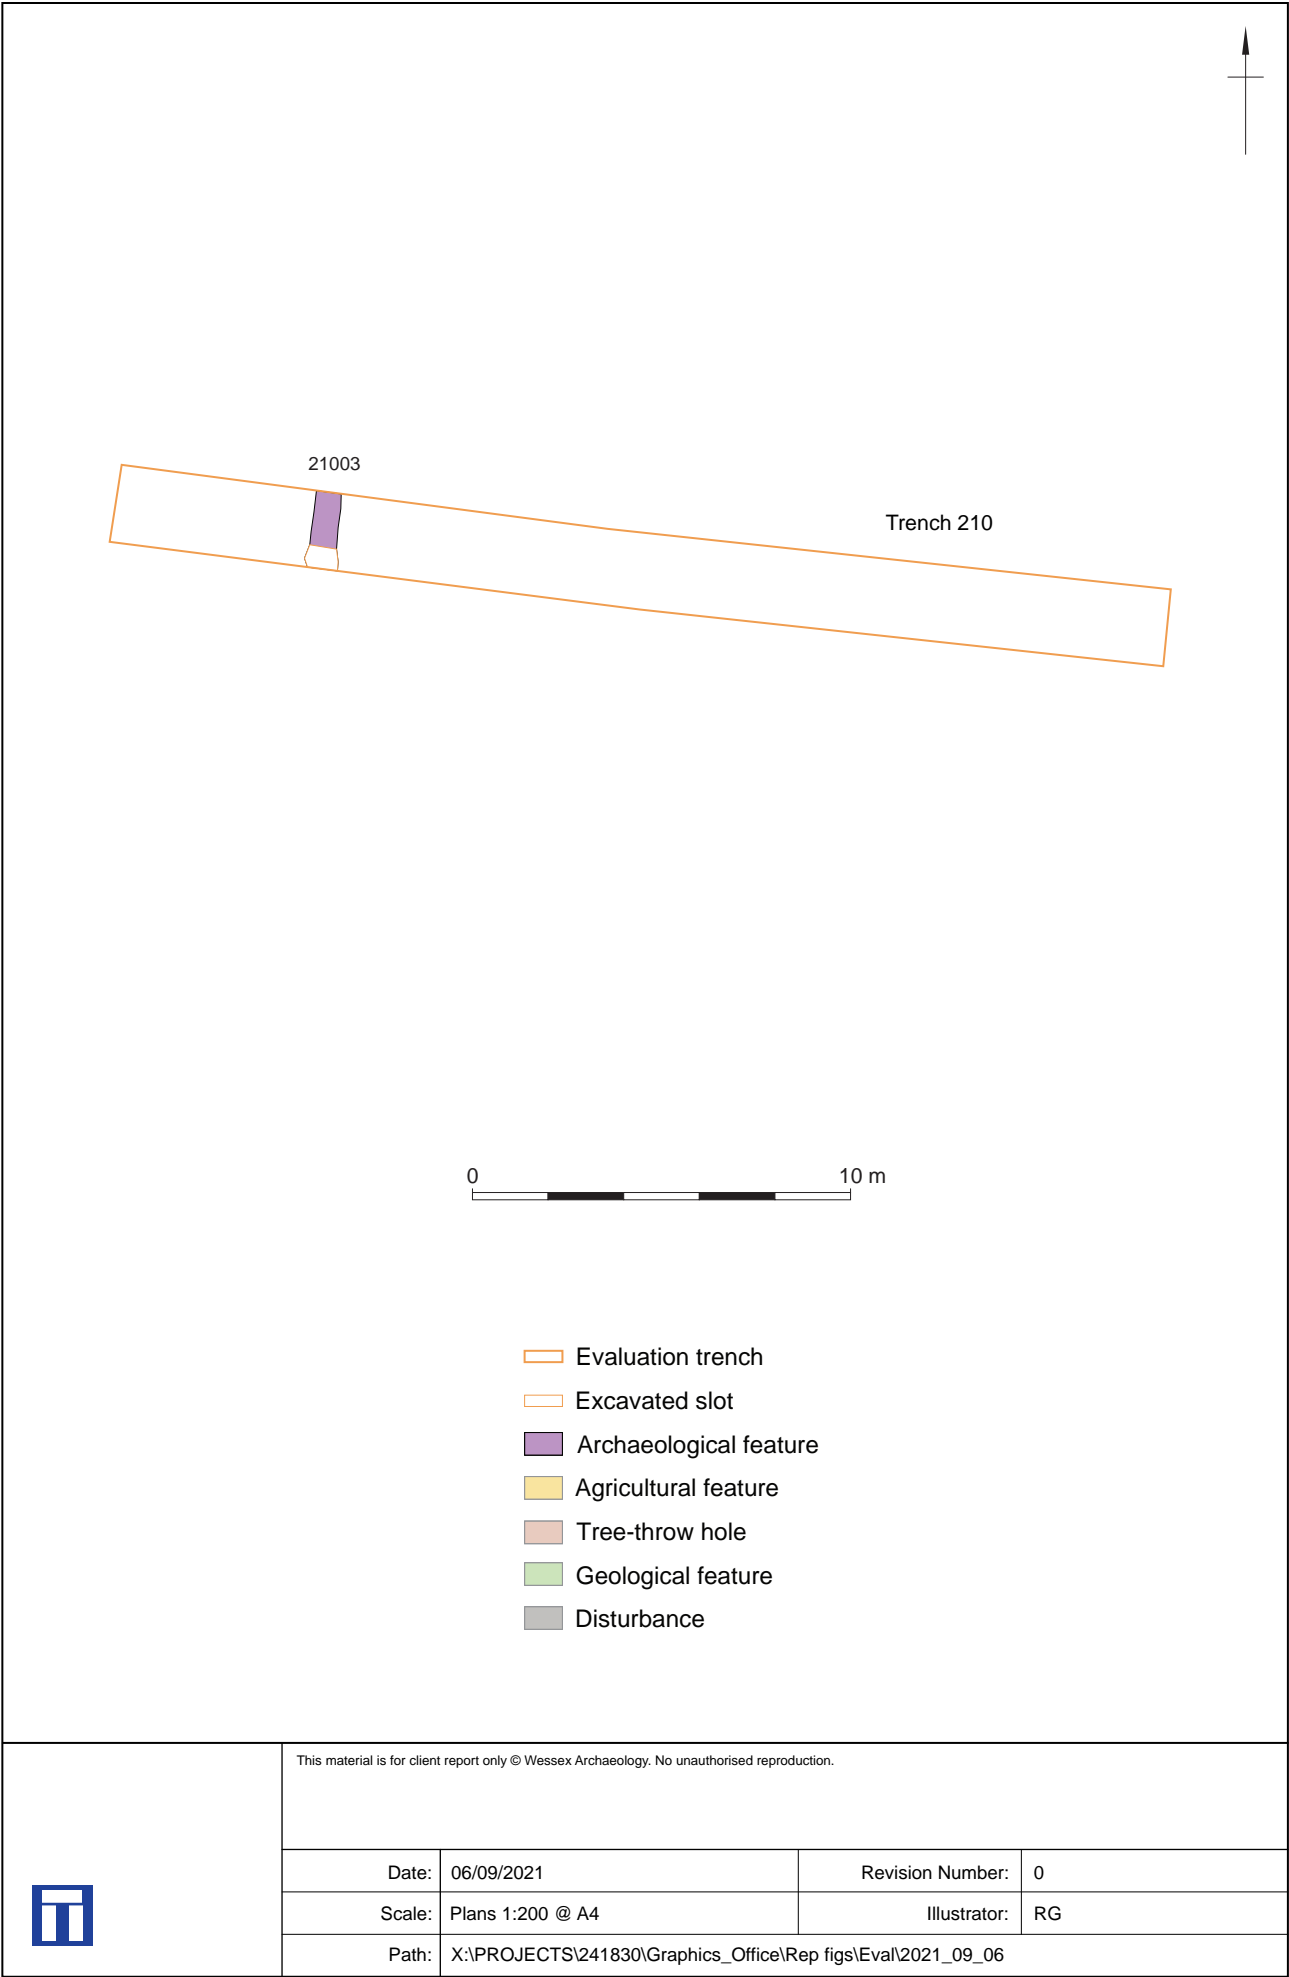 21003
Trench 210
0 10 m
Evaluation trench
Excavated slot
Archaeological feature
Agricultural feature
Tree-throw hole
Geological feature
Disturbance
This material is for client report only © Wessex Archaeology. No unauthorised reproduction.
Date: 06/09/2021 Revision Number: 0
Scale: Plans 1:200 @ A4 Illustrator: RG
Path: X:\PROJECTS\241830\Graphics_Office\Rep figs\Eval\2021_09_06